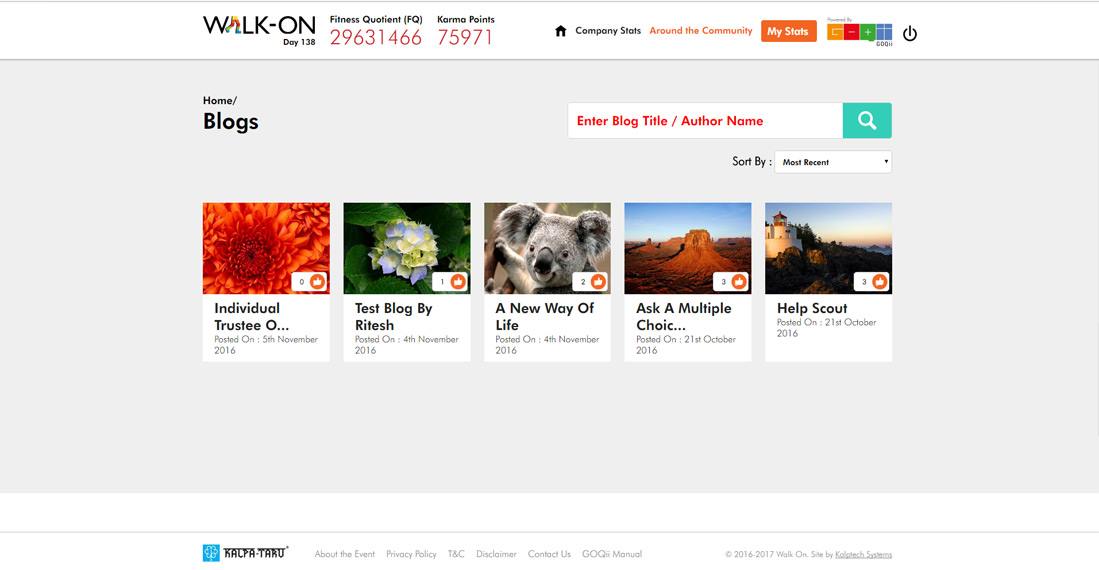 WALK-ON
Day 138
Fitness Quotient (FQ)
29631466
Karma Points
75971
Company Stats
Around the Community
My Stats
Powered By
GOQii
Home/
Blogs
Enter Blog Title / Author Name
Sort By :
Most Recent
0
Individual
Trustee O...
Posted On : 5th November
2016
1
Test Blog By
Ritesh
Posted On : 4th November
2016
2
A New Way Of
Life
Posted On : 4th November
2016
3
Ask A Multiple
Choic...
Posted On : 21st October
2016
3
Help Scout
Posted On : 21st October
2016
KALPA-TARU®
About the Event
Privacy Policy
T&C
Disclaimer
Contact Us
GOQii Manual
© 2016-2017 Walk On. Site by Kalptech Systems